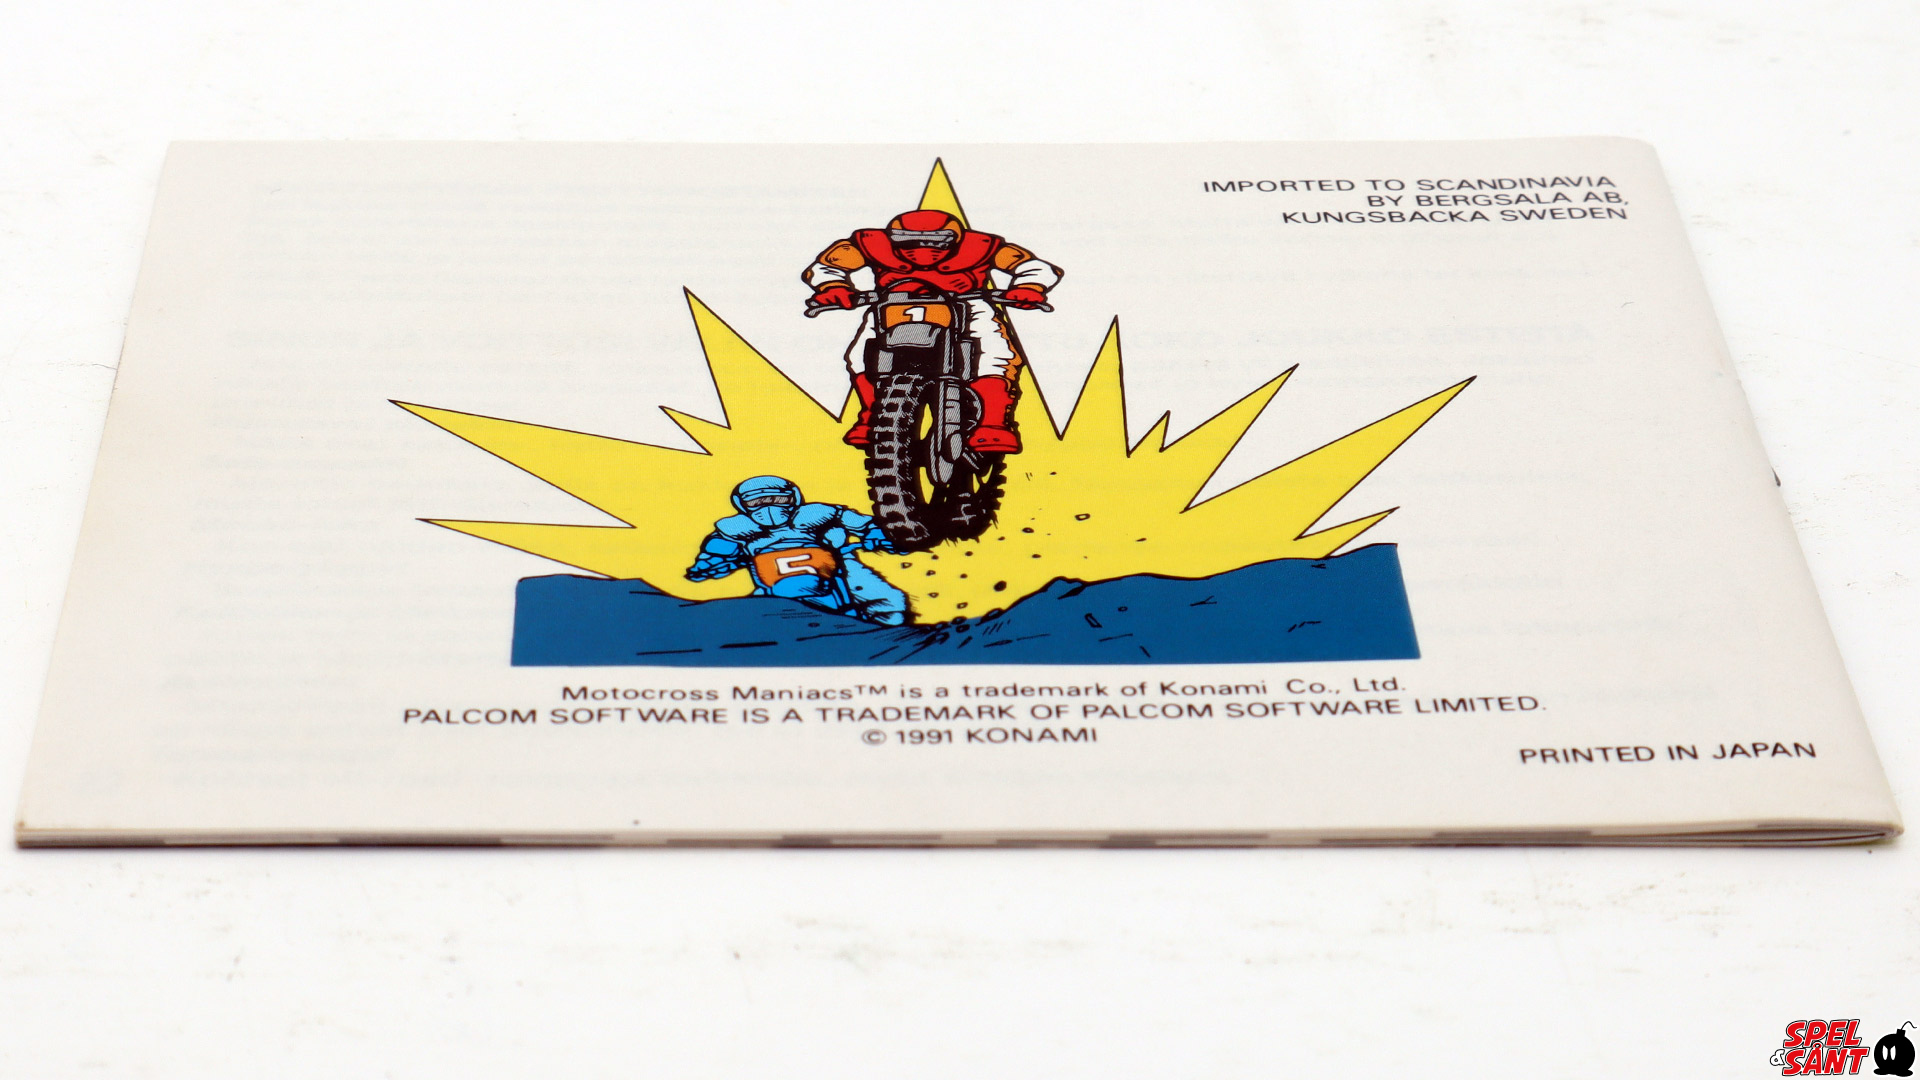 IMPORTED TO SCANDINAVIA
BY BERGSALA AB,
KUNGSBACKA SWEDEN
1
5
Motocross Maniacs™ is a trademark of Konami Co., Ltd.
PALCOM SOFTWARE IS A TRADEMARK OF PALCOM SOFTWARE LIMITED.
© 1991 KONAMI
PRINTED IN JAPAN
SPEL
& SÅNT